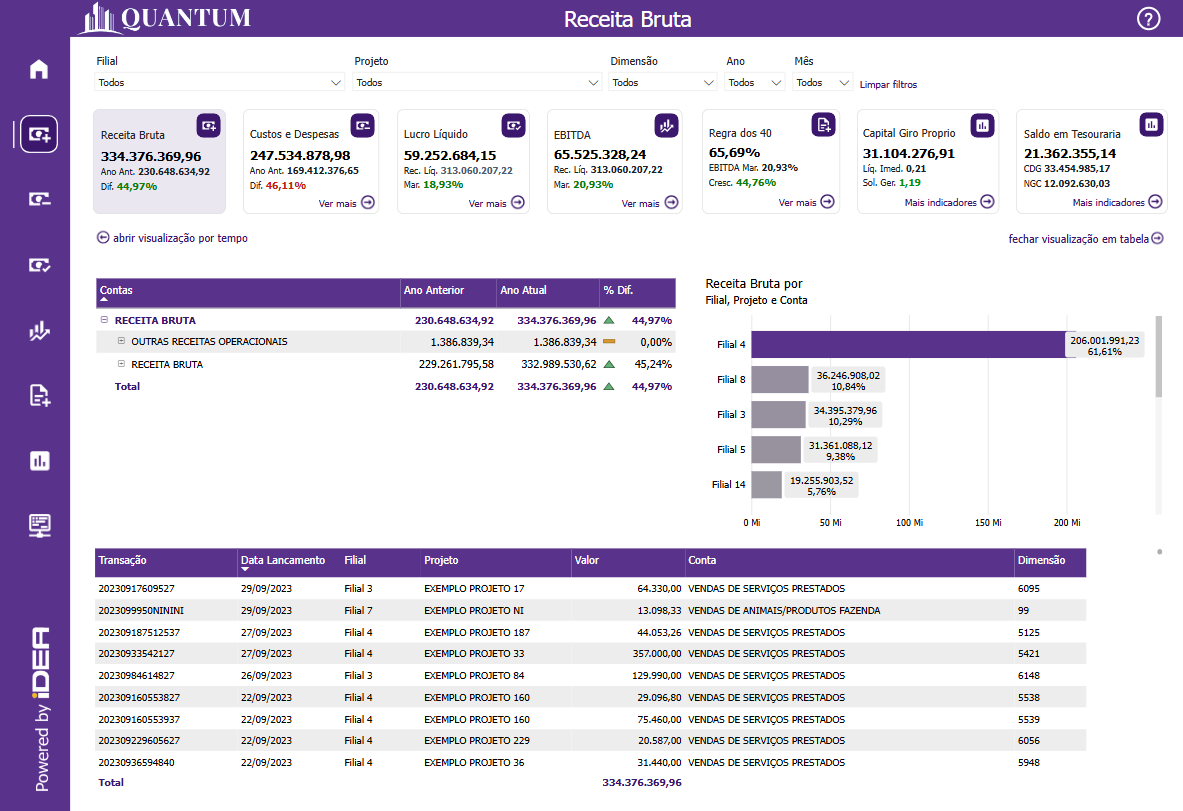 QUANTUM
Receita Bruta
?
Filial
Todos
Projeto
Todos
Dimensão
Todos
Ano
Todos
Mês
Todos
Limpar filtros
Receita Bruta
334.376.369,96
Ano Ant. 230.648.634,92
Dif. 44,97%
Custos e Despesas
247.534.878,98
Ano Ant. 169.412.376,65
Dif. 46,11%
Ver mais
Lucro Líquido
59.252.684,15
Rec. Líq. 313.060.207,22
Mar. 18,93%
Ver mais
EBITDA
65.525.328,24
Rec. Líq. 313.060.207,22
Mar. 20,93%
Ver mais
Regra dos 40
65,69%
EBITDA Mar. 20,93%
Cresc. 44,76%
Ver mais
Capital Giro Proprio
31.104.276,91
Líq. Imed. 0,21
Sol. Ger. 1,19
Mais indicadores
Saldo em Tesouraria
21.362.355,14
CDG 33.454.985,17
NGC 12.092.630,03
Mais indicadores
abrir visualização por tempo
fechar visualização em tabela
Contas Ano Anterior Ano Atual % Dif.
RECEITA BRUTA 230.648.634,92 334.376.369,96 44,97%
OUTRAS RECEITAS OPERACIONAIS 1.386.839,34 1.386.839,34 0,00%
RECEITA BRUTA 229.261.795,58 332.989.530,62 45,24%
Total 230.648.634,92 334.376.369,96 44,97%
Receita Bruta por
Filial, Projeto e Conta
Filial 4 206.001.991,23
61,61%
Filial 8 36.246.908,02
10,84%
Filial 3 34.395.379,96
10,29%
Filial 5 31.361.088,12
9,38%
Filial 14 19.255.903,52
5,76%
0 Mi 50 Mi 100 Mi 150 Mi 200 Mi
Transação Data Lancamento Filial Projeto Valor Conta Dimensão
20230917609527 29/09/2023 Filial 3 EXEMPLO PROJETO 17 64.330,00 VENDAS DE SERVIÇOS PRESTADOS 6095
2023099950NININI 29/09/2023 Filial 7 EXEMPLO PROJETO NI 13.098,33 VENDAS DE ANIMAIS/PRODUTOS FAZENDA 99
202309187512537 27/09/2023 Filial 4 EXEMPLO PROJETO 187 44.053,26 VENDAS DE SERVIÇOS PRESTADOS 5125
20230933542127 27/09/2023 Filial 4 EXEMPLO PROJETO 33 357.000,00 VENDAS DE SERVIÇOS PRESTADOS 5421
20230984614827 26/09/2023 Filial 3 EXEMPLO PROJETO 84 129.990,00 VENDAS DE SERVIÇOS PRESTADOS 6148
202309160553827 22/09/2023 Filial 4 EXEMPLO PROJETO 160 29.096,80 VENDAS DE SERVIÇOS PRESTADOS 5538
202309160553937 22/09/2023 Filial 4 EXEMPLO PROJETO 160 75.460,00 VENDAS DE SERVIÇOS PRESTADOS 5539
202309229605627 22/09/2023 Filial 4 EXEMPLO PROJETO 229 20.587,00 VENDAS DE SERVIÇOS PRESTADOS 6056
20230936594840 22/09/2023 Filial 4 EXEMPLO PROJETO 36 31.440,00 VENDAS DE SERVIÇOS PRESTADOS 5948
Total 334.376.369,96
Powered by iDEA